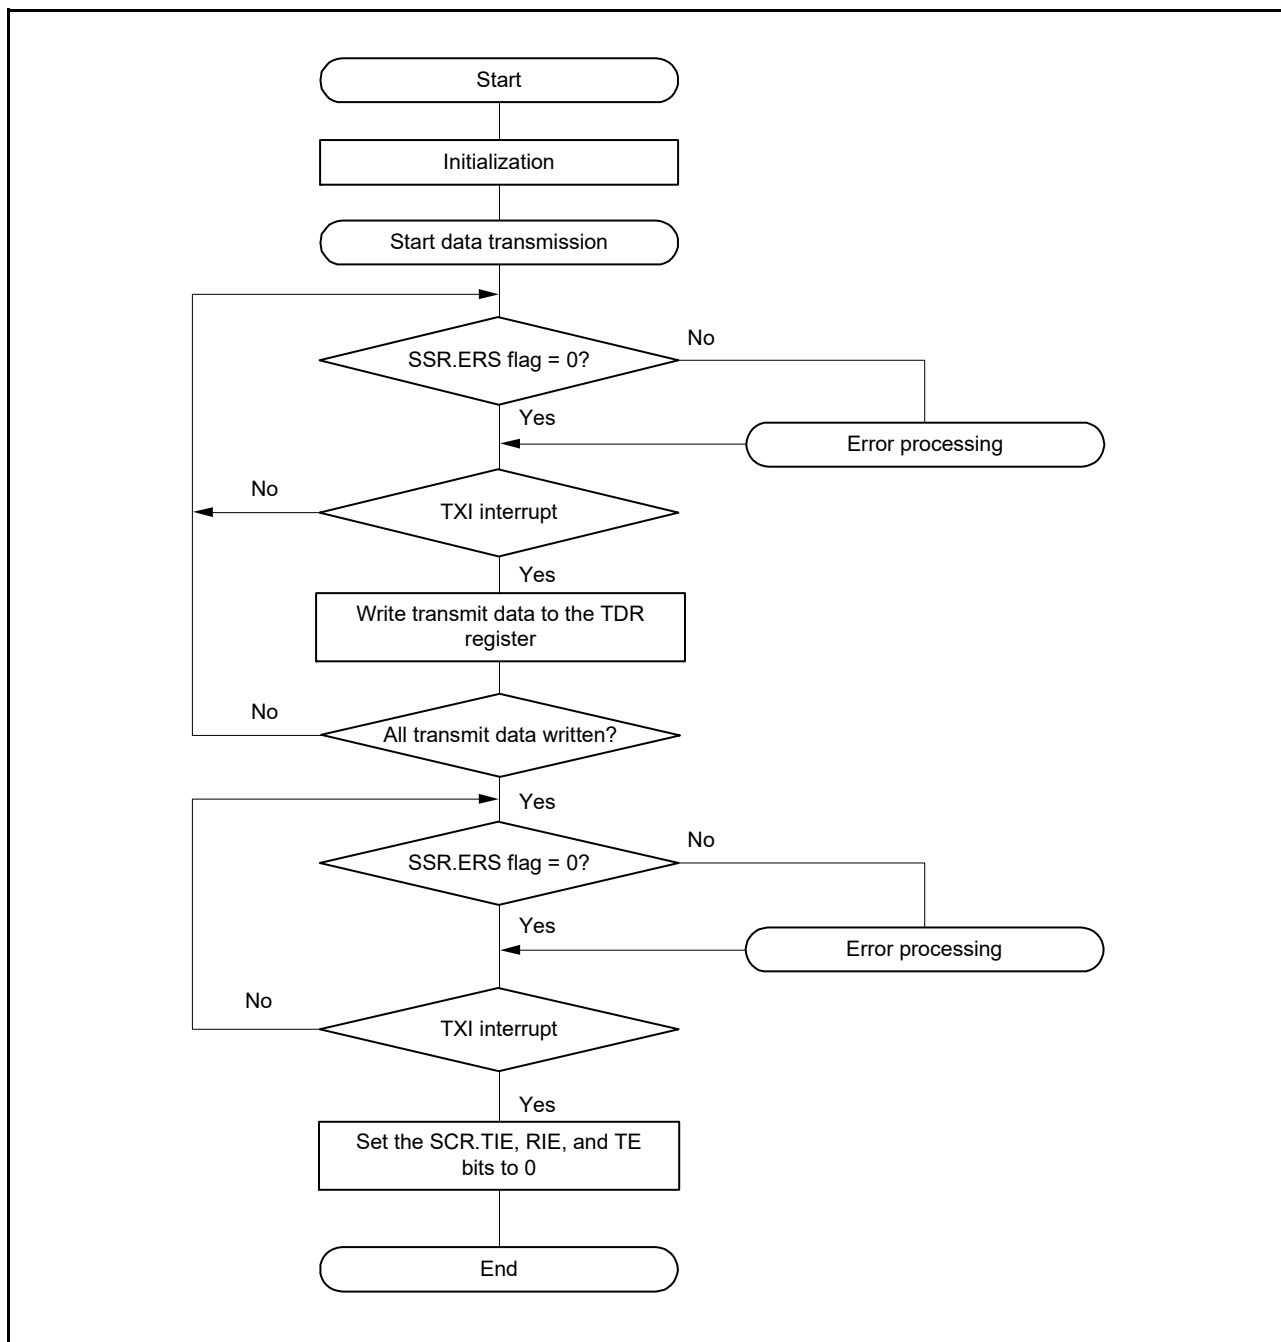 Start
Initialization
Start data transmission
SSR.ERS flag = 0?
No
Yes
Error processing
No
TXI interrupt
Yes
Write transmit data to the TDR
register
No
All transmit data written?
Yes
SSR.ERS flag = 0?
No
Yes
Error processing
No
TXI interrupt
Yes
Set the SCR.TIE, RIE, and TE
bits to 0
End